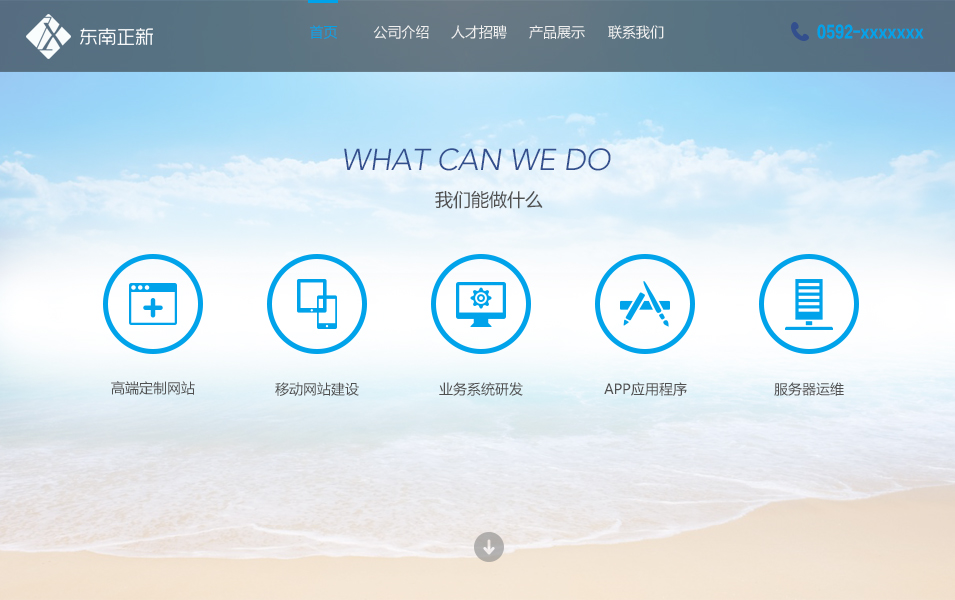 东南正新
首页 公司介绍 人才招聘 产品展示 联系我们
0592-xxxxxxx
WHAT CAN WE DO
我们能做什么
高端定制网站 移动网站建设 业务系统研发 APP应用程序 服务器运维